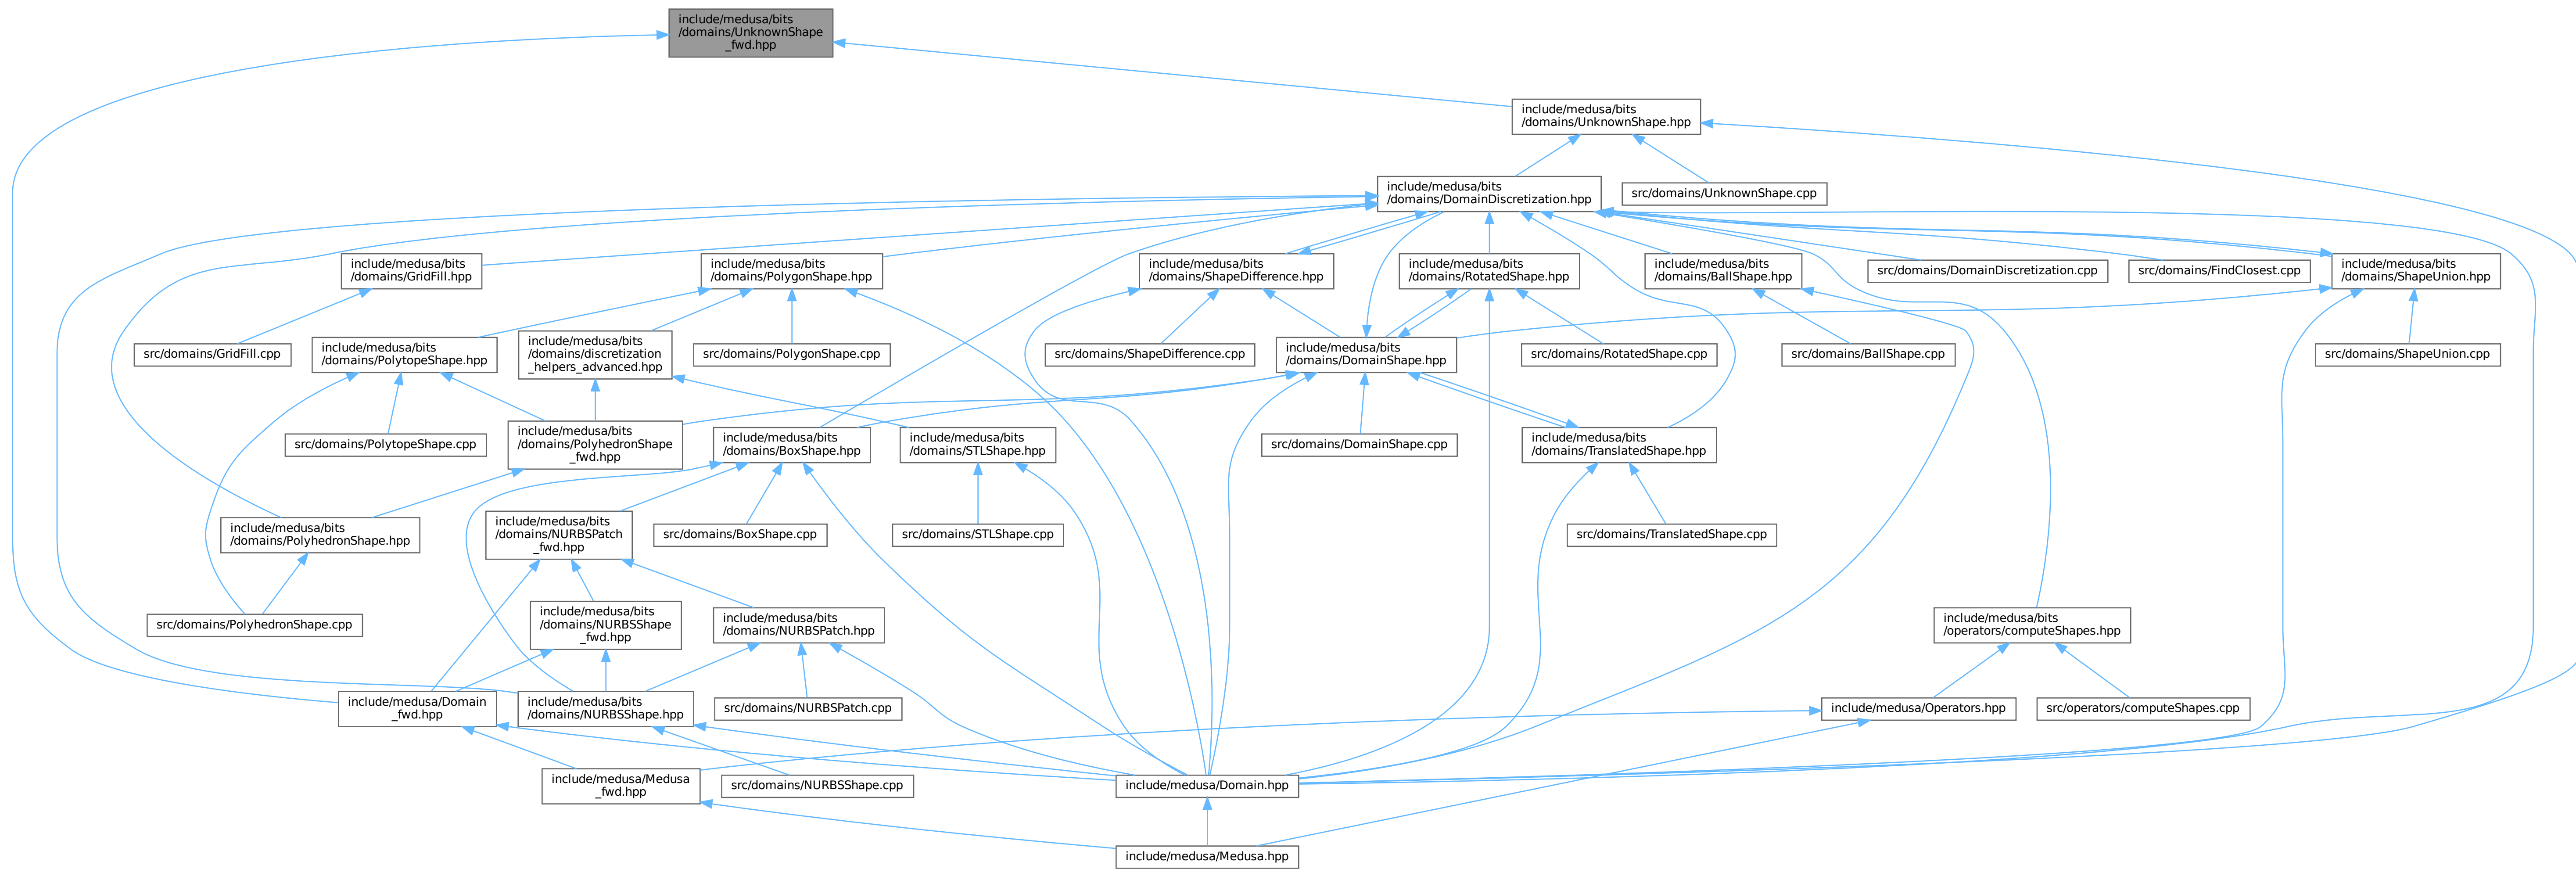 include/medusa/bits
/domains/UnknownShape
_fwd.hpp
include/medusa/bits
/domains/UnknownShape.hpp
include/medusa/bits
/domains/DomainDiscretization.hpp
src/domains/UnknownShape.cpp
include/medusa/bits
/domains/GridFill.hpp
include/medusa/bits
/domains/PolygonShape.hpp
include/medusa/bits
/domains/ShapeDifference.hpp
include/medusa/bits
/domains/RotatedShape.hpp
include/medusa/bits
/domains/BallShape.hpp
src/domains/DomainDiscretization.cpp
src/domains/FindClosest.cpp
include/medusa/bits
/domains/ShapeUnion.hpp
src/domains/GridFill.cpp
include/medusa/bits
/domains/PolytopeShape.hpp
include/medusa/bits
/domains/discretization
_helpers_advanced.hpp
src/domains/PolygonShape.cpp
src/domains/ShapeDifference.cpp
include/medusa/bits
/domains/DomainShape.hpp
src/domains/RotatedShape.cpp
src/domains/BallShape.cpp
src/domains/ShapeUnion.cpp
src/domains/PolytopeShape.cpp
include/medusa/bits
/domains/PolyhedronShape
_fwd.hpp
include/medusa/bits
/domains/BoxShape.hpp
include/medusa/bits
/domains/STLShape.hpp
src/domains/DomainShape.cpp
include/medusa/bits
/domains/TranslatedShape.hpp
include/medusa/bits
/domains/PolyhedronShape.hpp
include/medusa/bits
/domains/NURBSPatch
_fwd.hpp
src/domains/BoxShape.cpp
src/domains/STLShape.cpp
src/domains/TranslatedShape.cpp
src/domains/PolyhedronShape.cpp
include/medusa/bits
/domains/NURBSShape
_fwd.hpp
include/medusa/bits
/domains/NURBSPatch.hpp
include/medusa/bits
/operators/computeShapes.hpp
include/medusa/Domain
_fwd.hpp
include/medusa/bits
/domains/NURBSShape.hpp
src/domains/NURBSPatch.cpp
include/medusa/Operators.hpp
src/operators/computeShapes.cpp
include/medusa/Medusa
_fwd.hpp
src/domains/NURBSShape.cpp
include/medusa/Domain.hpp
include/medusa/Medusa.hpp